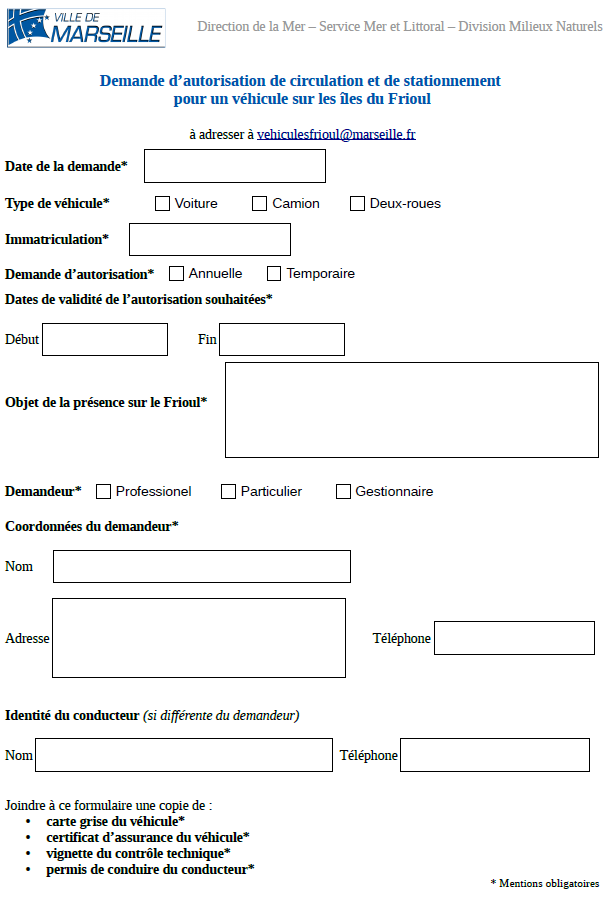 VILLE DE
MARSEILLE
Direction de la Mer – Service Mer et Littoral – Division Milieux Naturels
Demande d’autorisation de circulation et de stationnement
pour un véhicule sur les îles du Frioul
à adresser à vehiculesfrioul@marseille.fr
Date de la demande*
Type de véhicule* Voiture Camion Deux-roues
Immatriculation*
Demande d’autorisation* Annuelle Temporaire
Dates de validité de l’autorisation souhaitées*
Début Fin
Objet de la présence sur le Frioul*
Demandeur* Professionel Particulier Gestionnaire
Coordonnées du demandeur*
Nom
Adresse Téléphone
Identité du conducteur (si différente du demandeur)
Nom Téléphone
Joindre à ce formulaire une copie de :
• carte grise du véhicule*
• certificat d’assurance du véhicule*
• vignette du contrôle technique*
• permis de conduire du conducteur*
* Mentions obligatoires